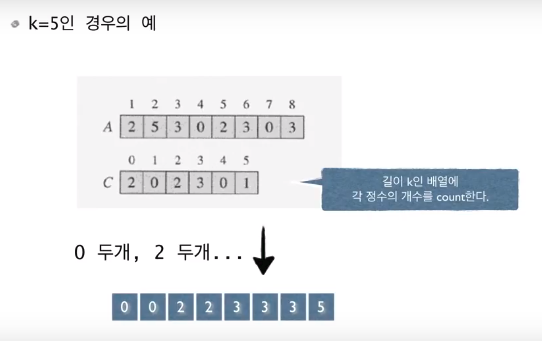 k=5인 경우의 예
1 2 3 4 5 6 7 8
A 2 5 3 0 2 3 0 3
0 1 2 3 4 5
C 2 0 2 3 0 1
길이 k인 배열에
각 정수의 개수를 count한다.
0 두개, 2 두개...
0 0 2 2 3 3 3 5